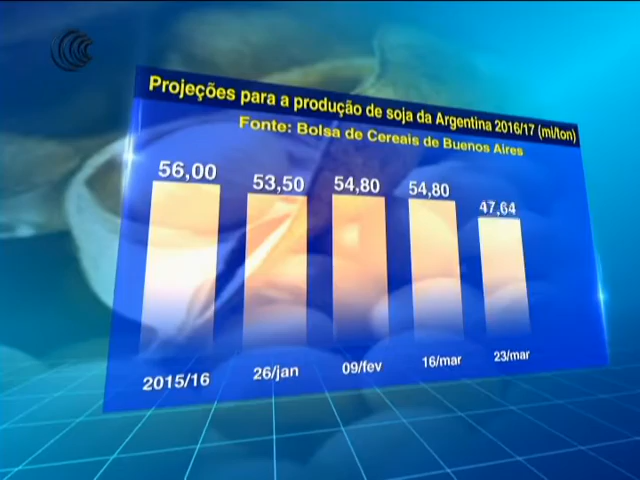 Projeções para a produção de soja da Argentina 2016/17 (mi/ton)
Fonte: Bolsa de Cereais de Buenos Aires
56,00
53,50
54,80
54,80
47,64
2015/16
26/jan
09/fev
16/mar
23/mar